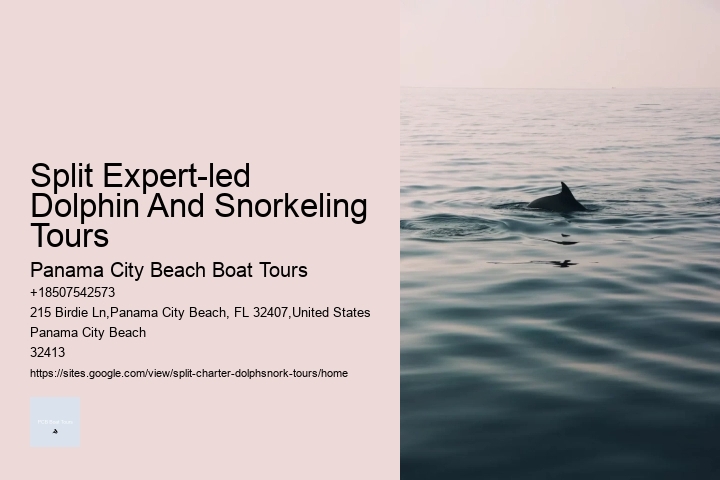 Split Expert-led
Dolphin And Snorkeling
Tours
Panama City Beach Boat Tours
+18507542573
215 Birdie Ln,Panama City Beach, FL 32407,United States
Panama City Beach
32413
https://sites.google.com/view/split-charter-dolphsnork-tours/home